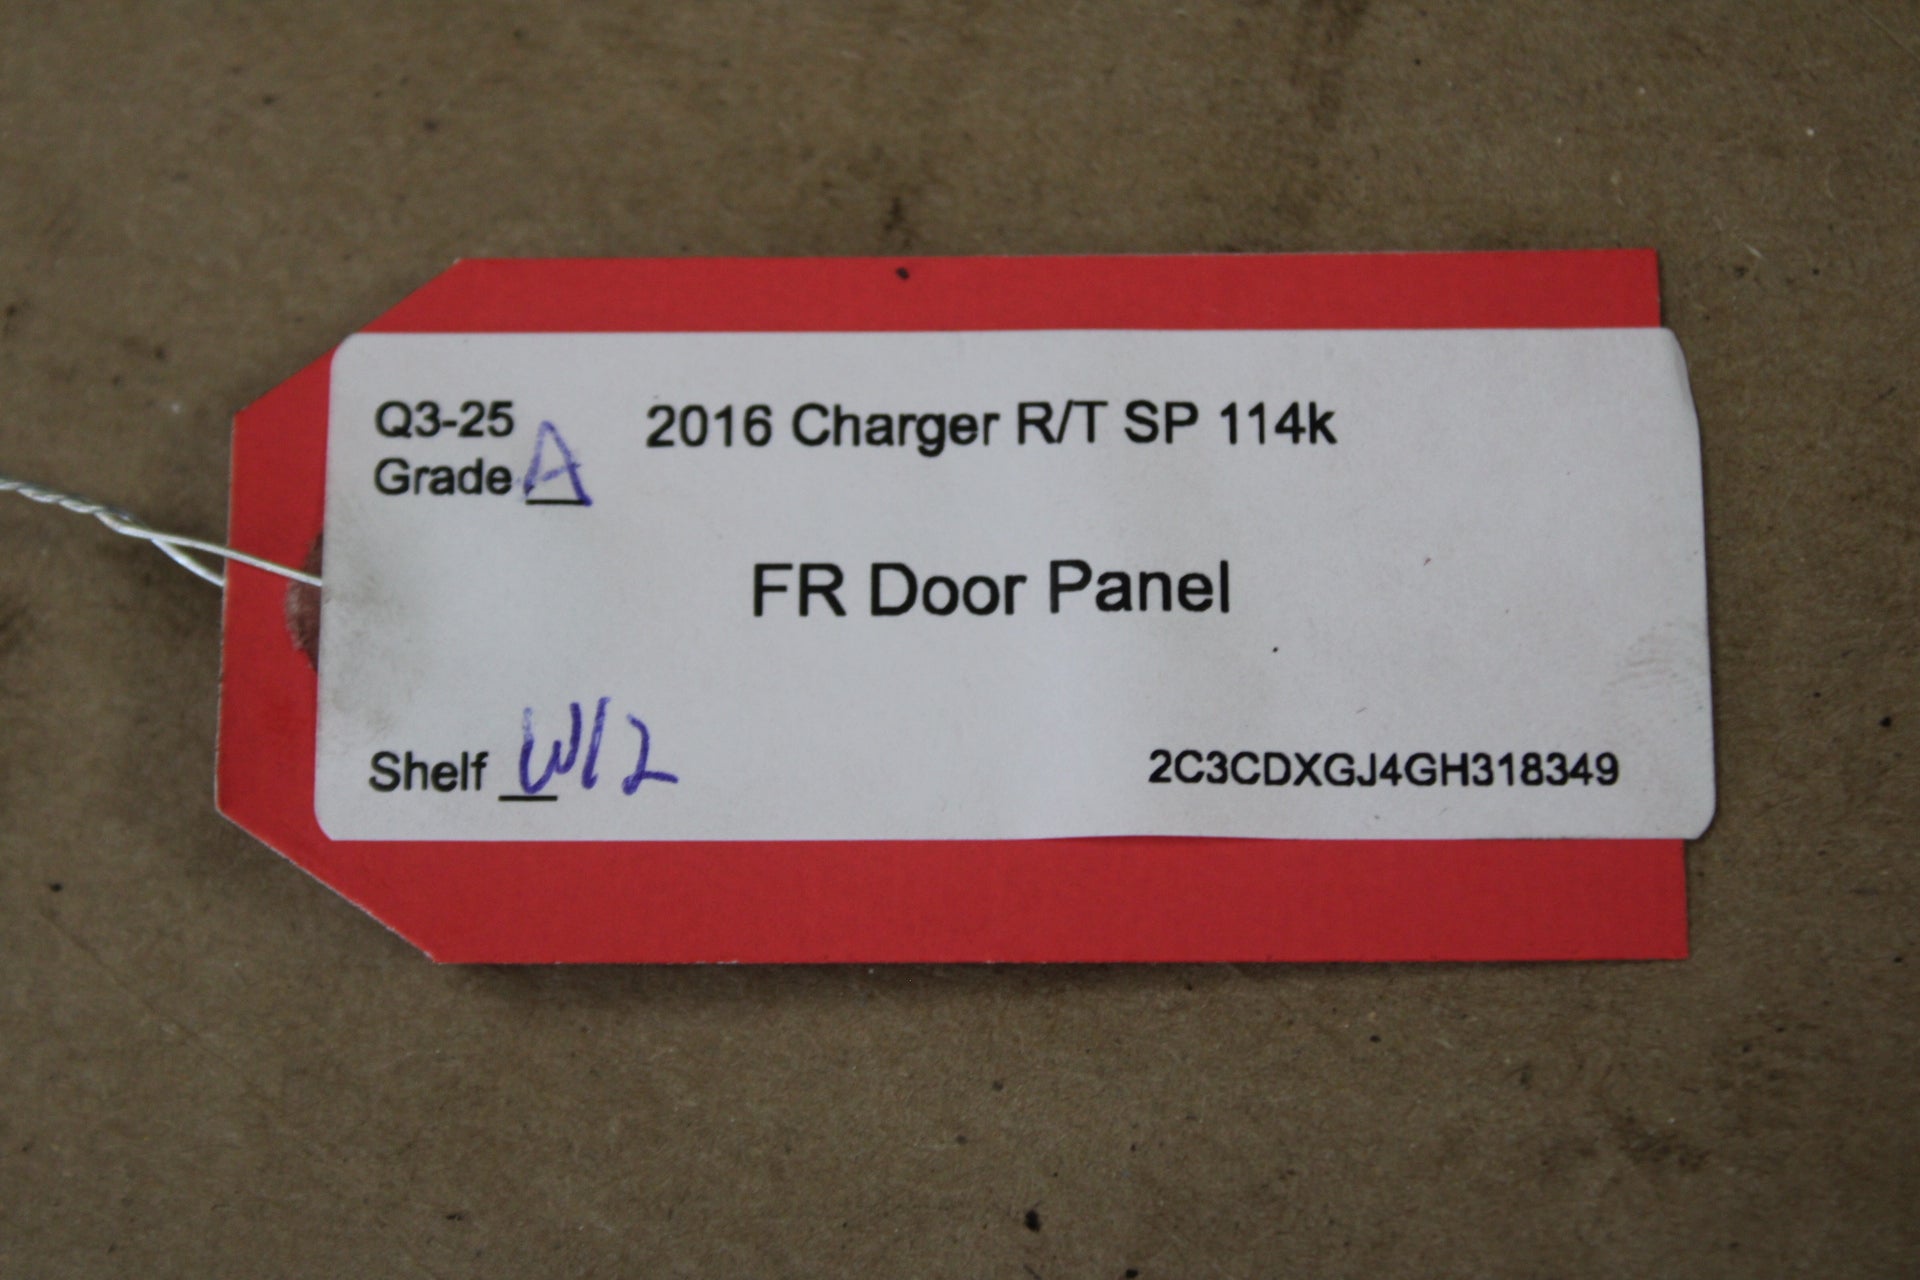 Q3-25 2016 Charger R/T SP 114k
Grade A
FR Door Panel
Shelf W12 2C3CDXGJ4GH318349